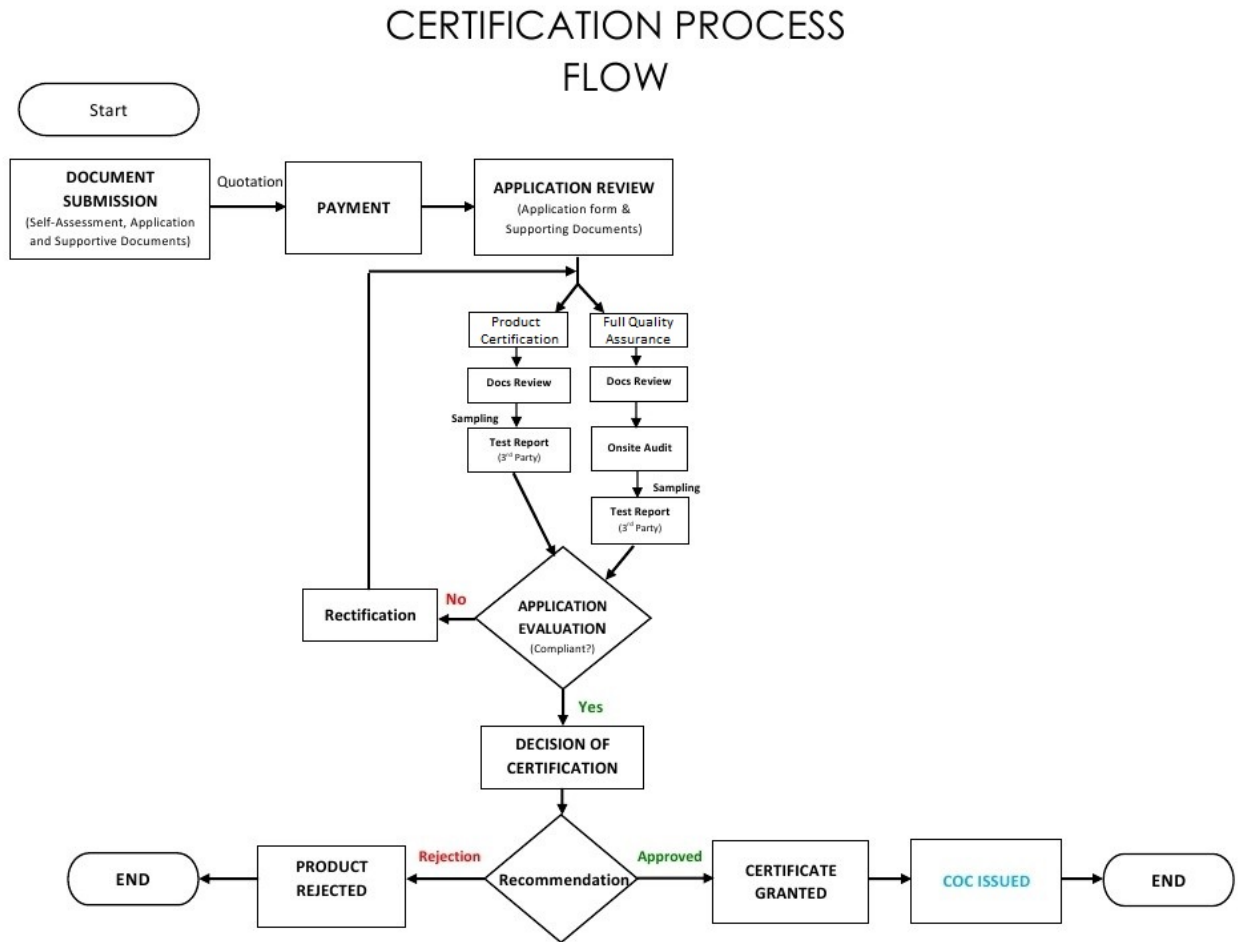 CERTIFICATION PROCESS
FLOW
Start
DOCUMENT
SUBMISSION
(Self-Assessment, Application
and Supportive Documents)
Quotation
PAYMENT
APPLICATION REVIEW
(Application form &
Supporting Documents)
Product
Certification
Full Quality
Assurance
Docs Review
Docs Review
Sampling
Test Report
(3rd Party)
Onsite Audit
Sampling
Test Report
(3rd Party)
Rectification
No
APPLICATION
EVALUATION
(Compliant?)
Yes
DECISION OF
CERTIFICATION
END
PRODUCT
REJECTED
Rejection
Recommendation
Approved
CERTIFICATE
GRANTED
COC ISSUED
END